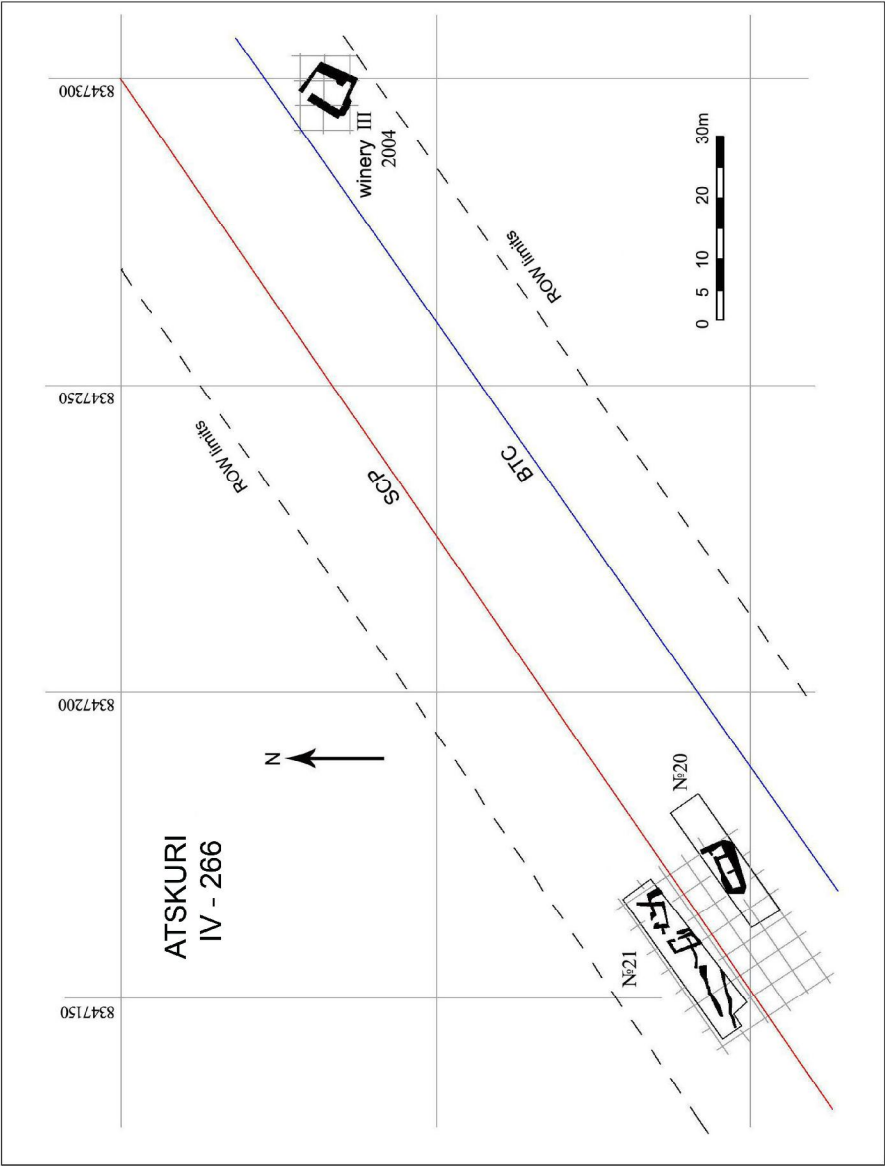 ATSKURI
IV - 266
N
8347150
8347200
8347250
8347300
ROW limits
SCP
BTC
ROW limits
winery III
2004
№21
№20
0 5 10 20 30m